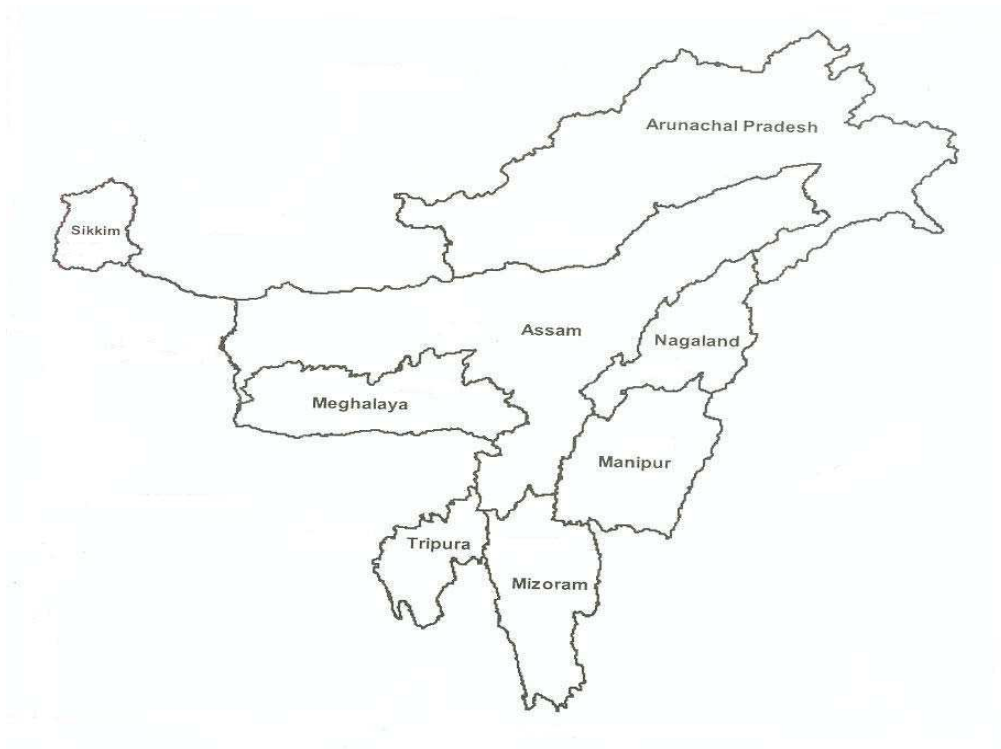 Arunachal Pradesh
Sikkim
Assam
Nagaland
Meghalaya
Manipur
Tripura
Mizoram